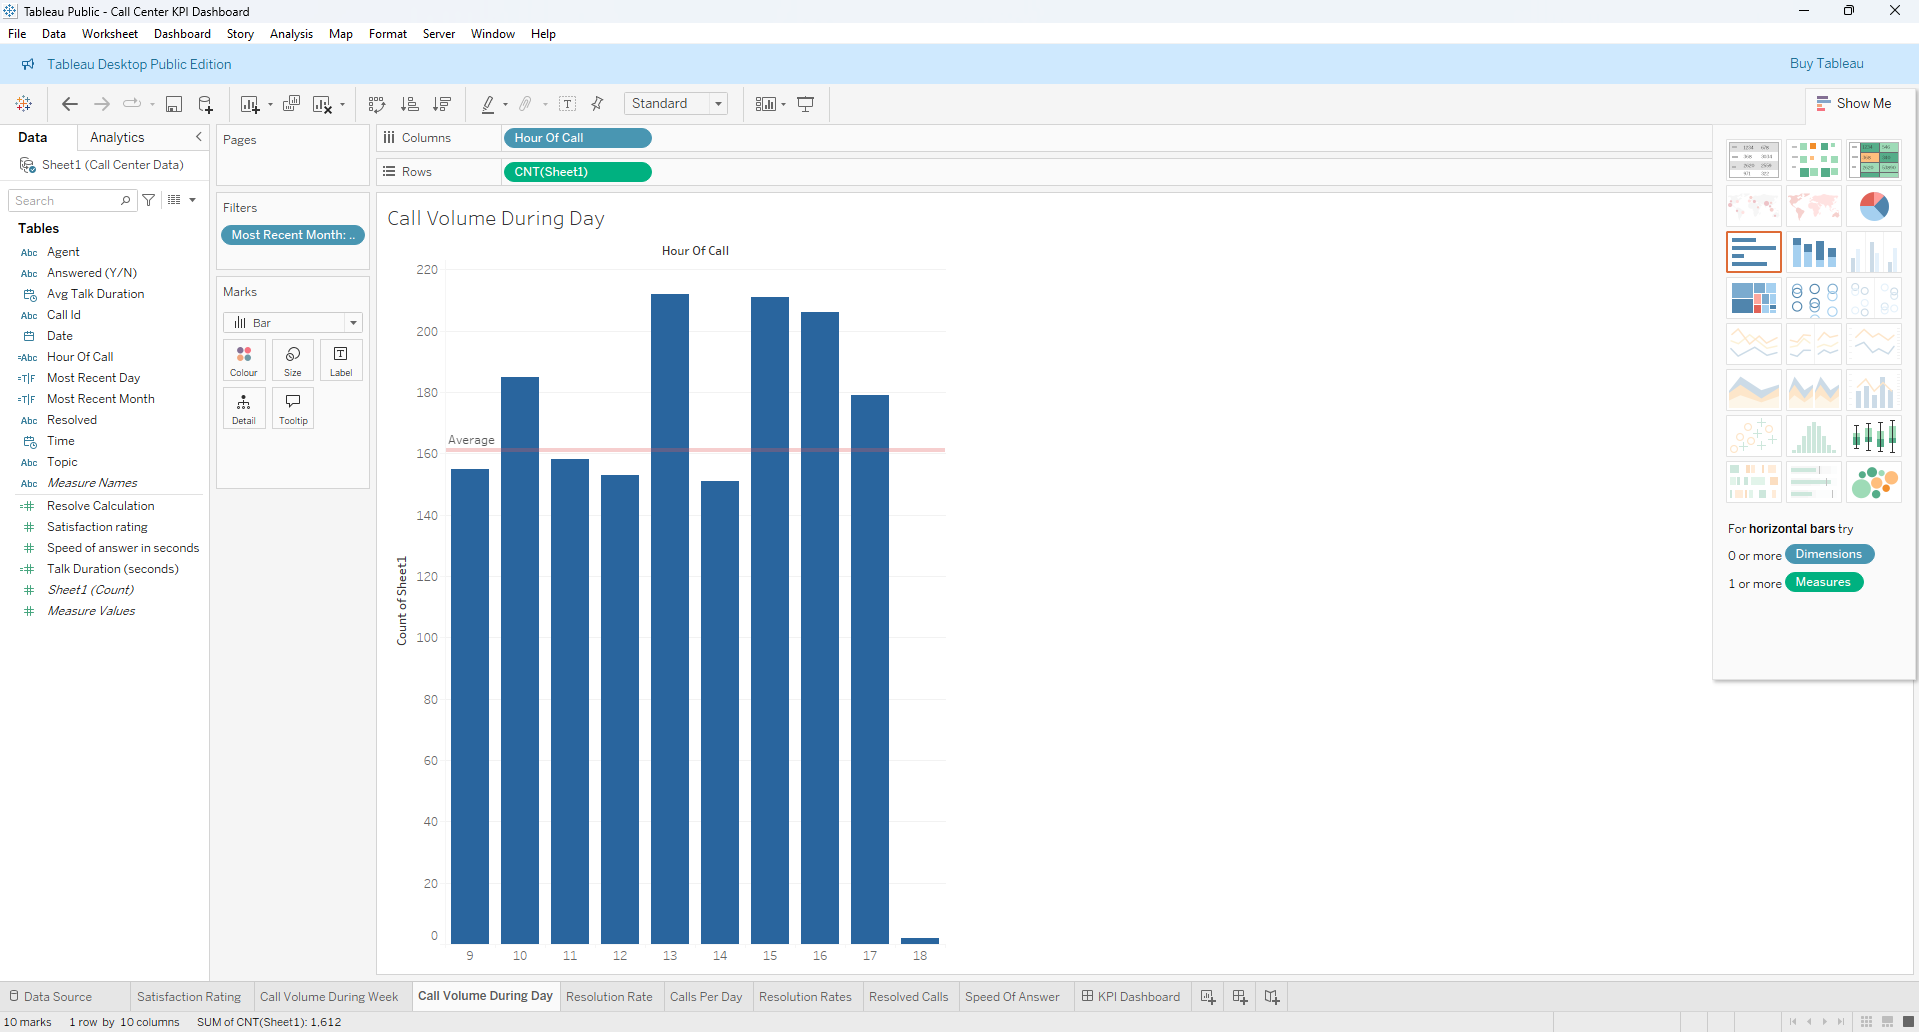 Tableau Public - Call Center KPI Dashboard
File Data Worksheet Dashboard Story Analysis Map Format Server Window Help
Tableau Desktop Public Edition
Buy Tableau
Standard
Show Me
Data
Analytics
Sheet1 (Call Center Data)
Search
Tables
Abc Agent
Abc Answered (Y/N)
Avg Talk Duration
Abc Call Id
Date
=Abc Hour Of Call
=T|F Most Recent Day
=T|F Most Recent Month
Abc Resolved
Time
Abc Topic
Abc Measure Names
=# Resolve Calculation
# Satisfaction rating
# Speed of answer in seconds
=# Talk Duration (seconds)
# Sheet1 (Count)
# Measure Values
Pages
Filters
Most Recent Month: ..
Marks
Bar
Colour
Size
Label
Detail
Tooltip
Columns
Hour Of Call
Rows
CNT(Sheet1)
Call Volume During Day
Hour Of Call
220
200
180
160
140
120
100
80
60
40
20
0
Count of Sheet1
Average
9 10 11 12 13 14 15 16 17 18
For horizontal bars try
0 or more Dimensions
1 or more Measures
Data Source
Satisfaction Rating
Call Volume During Week
Call Volume During Day
Resolution Rate
Calls Per Day
Resolution Rates
Resolved Calls
Speed Of Answer
KPI Dashboard
10 marks 1 row by 10 columns SUM of CNT(Sheet1): 1,612